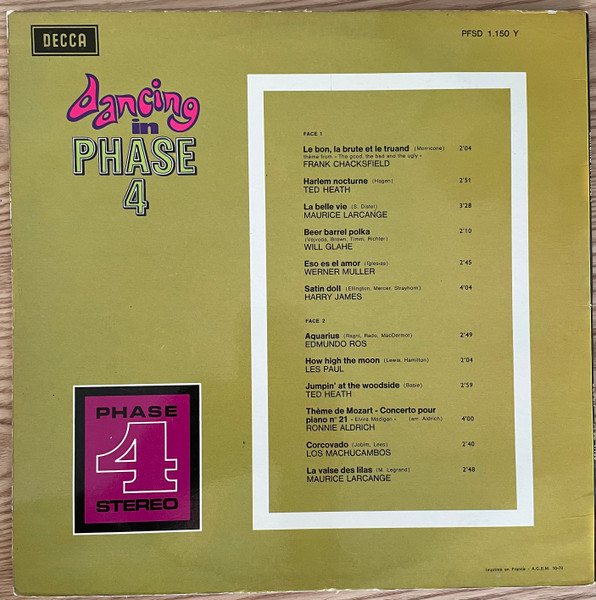 DECCA
PFSD 1.150 Y
dancing
in
PHASE
4
FACE 1
Le bon, la brute et le truand (Morricone) 2'04
thème from « The good, the bad and the ugly »
FRANK CHACKSFIELD
Harlem nocturne (Hagen) 2'51
TED HEATH
La belle vie (S. Distel) 3'28
MAURICE LARCANGE
Beer barrel polka 2'10
(Vejvoda, Brown, Timm, Richter)
WILL GLAHE
Eso es el amor (Iglesias) 2'45
WERNER MULLER
Satin doll (Ellington, Mercer, Strayhorn) 4'04
HARRY JAMES
FACE 2
Aquarius (Ragni, Rado, MacDermot) 2'49
EDMUNDO ROS
How high the moon (Lewis, Hamilton) 2'04
LES PAUL
Jumpin' at the woodside (Basie) 2'59
TED HEATH
Thème de Mozart - Concerto pour
piano n° 21 - Elvira Madigan - (arr. Aldrich) 4'00
RONNIE ALDRICH
Corcovado (Jobim, Lees) 2'40
LOS MACHUCAMBOS
La valse des lilas (M. Legrand) 2'48
MAURICE LARCANGE
PHASE
4
STEREO
Imprimé en France -